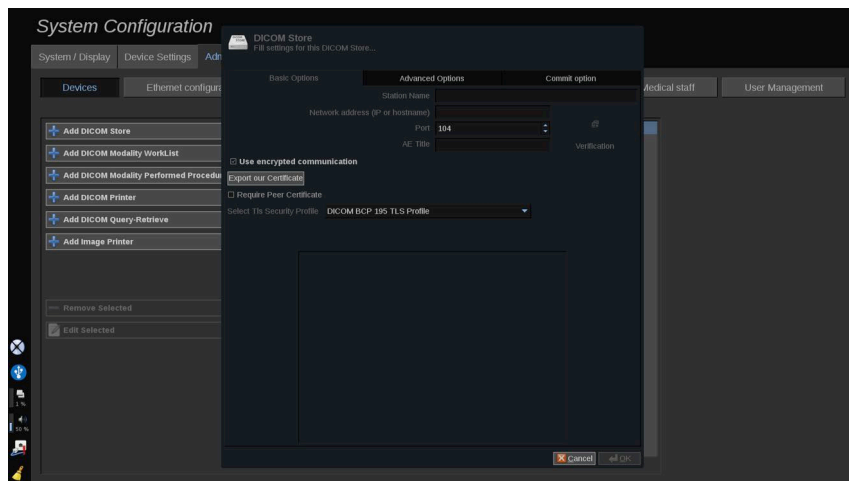 System Configuration
DICOM Store
Fill settings for this DICOM Store...
System / Display
Device Settings
Adm
Basic Options
Advanced Options
Commit option
Devices
Ethernet configura
Medical staff
User Management
Station Name
Network address (IP or hostname)
Port 104
AE Title
Verification
Add DICOM Store
Add DICOM Modality WorkList
Add DICOM Modality Performed Procedu
Add DICOM Printer
Add DICOM Query-Retrieve
Add Image Printer
Use encrypted communication
Export our Certificate
Require Peer Certificate
Select Tls Security Profile DICOM BCP 195 TLS Profile
Remove Selected
Edit Selected
1 %
50 %
Cancel
OK